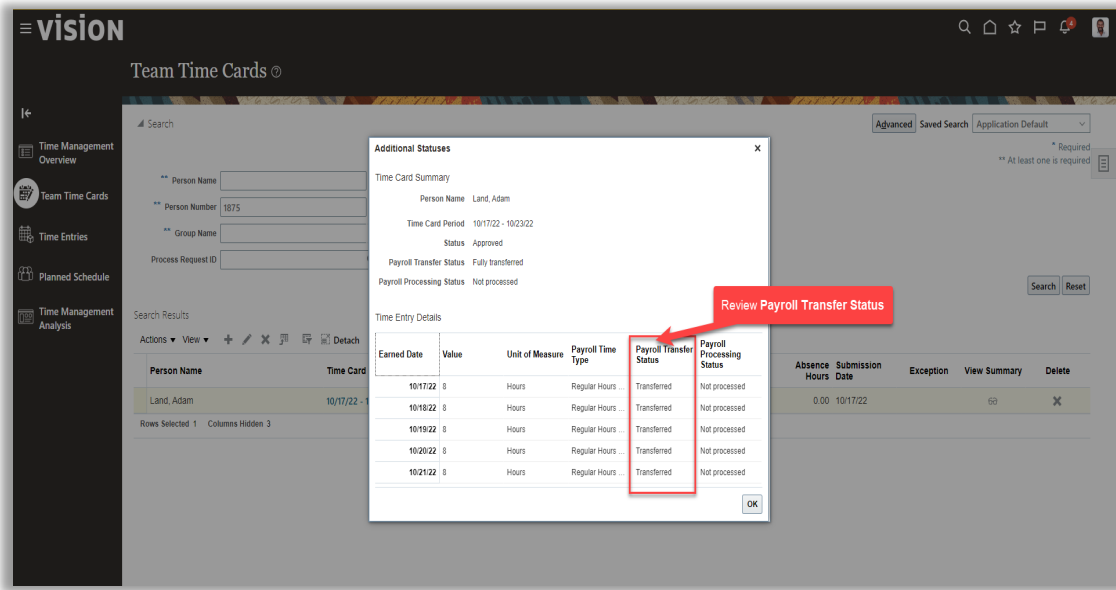 vision
4
Team Time Cards
Search
Advanced Saved Search Application Default
* Required
** At least one is required
Time Management Overview
Team Time Cards
Time Entries
Planned Schedule
Time Management Analysis
** Person Name
** Person Number 1875
** Group Name
Process Request ID
Search Reset
Search Results
Actions View Detach
Person Name Time Card
Absence Hours Submission Date Exception View Summary Delete
Land, Adam 10/17/22 - 1
0.00 10/17/22
Rows Selected 1 Columns Hidden 3
Additional Statuses x
Time Card Summary
Person Name Land, Adam
Time Card Period 10/17/22 - 10/23/22
Status Approved
Payroll Transfer Status Fully transferred
Payroll Processing Status Not processed
Review Payroll Transfer Status
Time Entry Details
Earned Date Value Unit of Measure Payroll Time Type Payroll Transfer Status Payroll Processing Status
10/17/22 8 Hours Regular Hours ... Transferred Not processed
10/18/22 8 Hours Regular Hours ... Transferred Not processed
10/19/22 8 Hours Regular Hours ... Transferred Not processed
10/20/22 8 Hours Regular Hours ... Transferred Not processed
10/21/22 8 Hours Regular Hours ... Transferred Not processed
OK